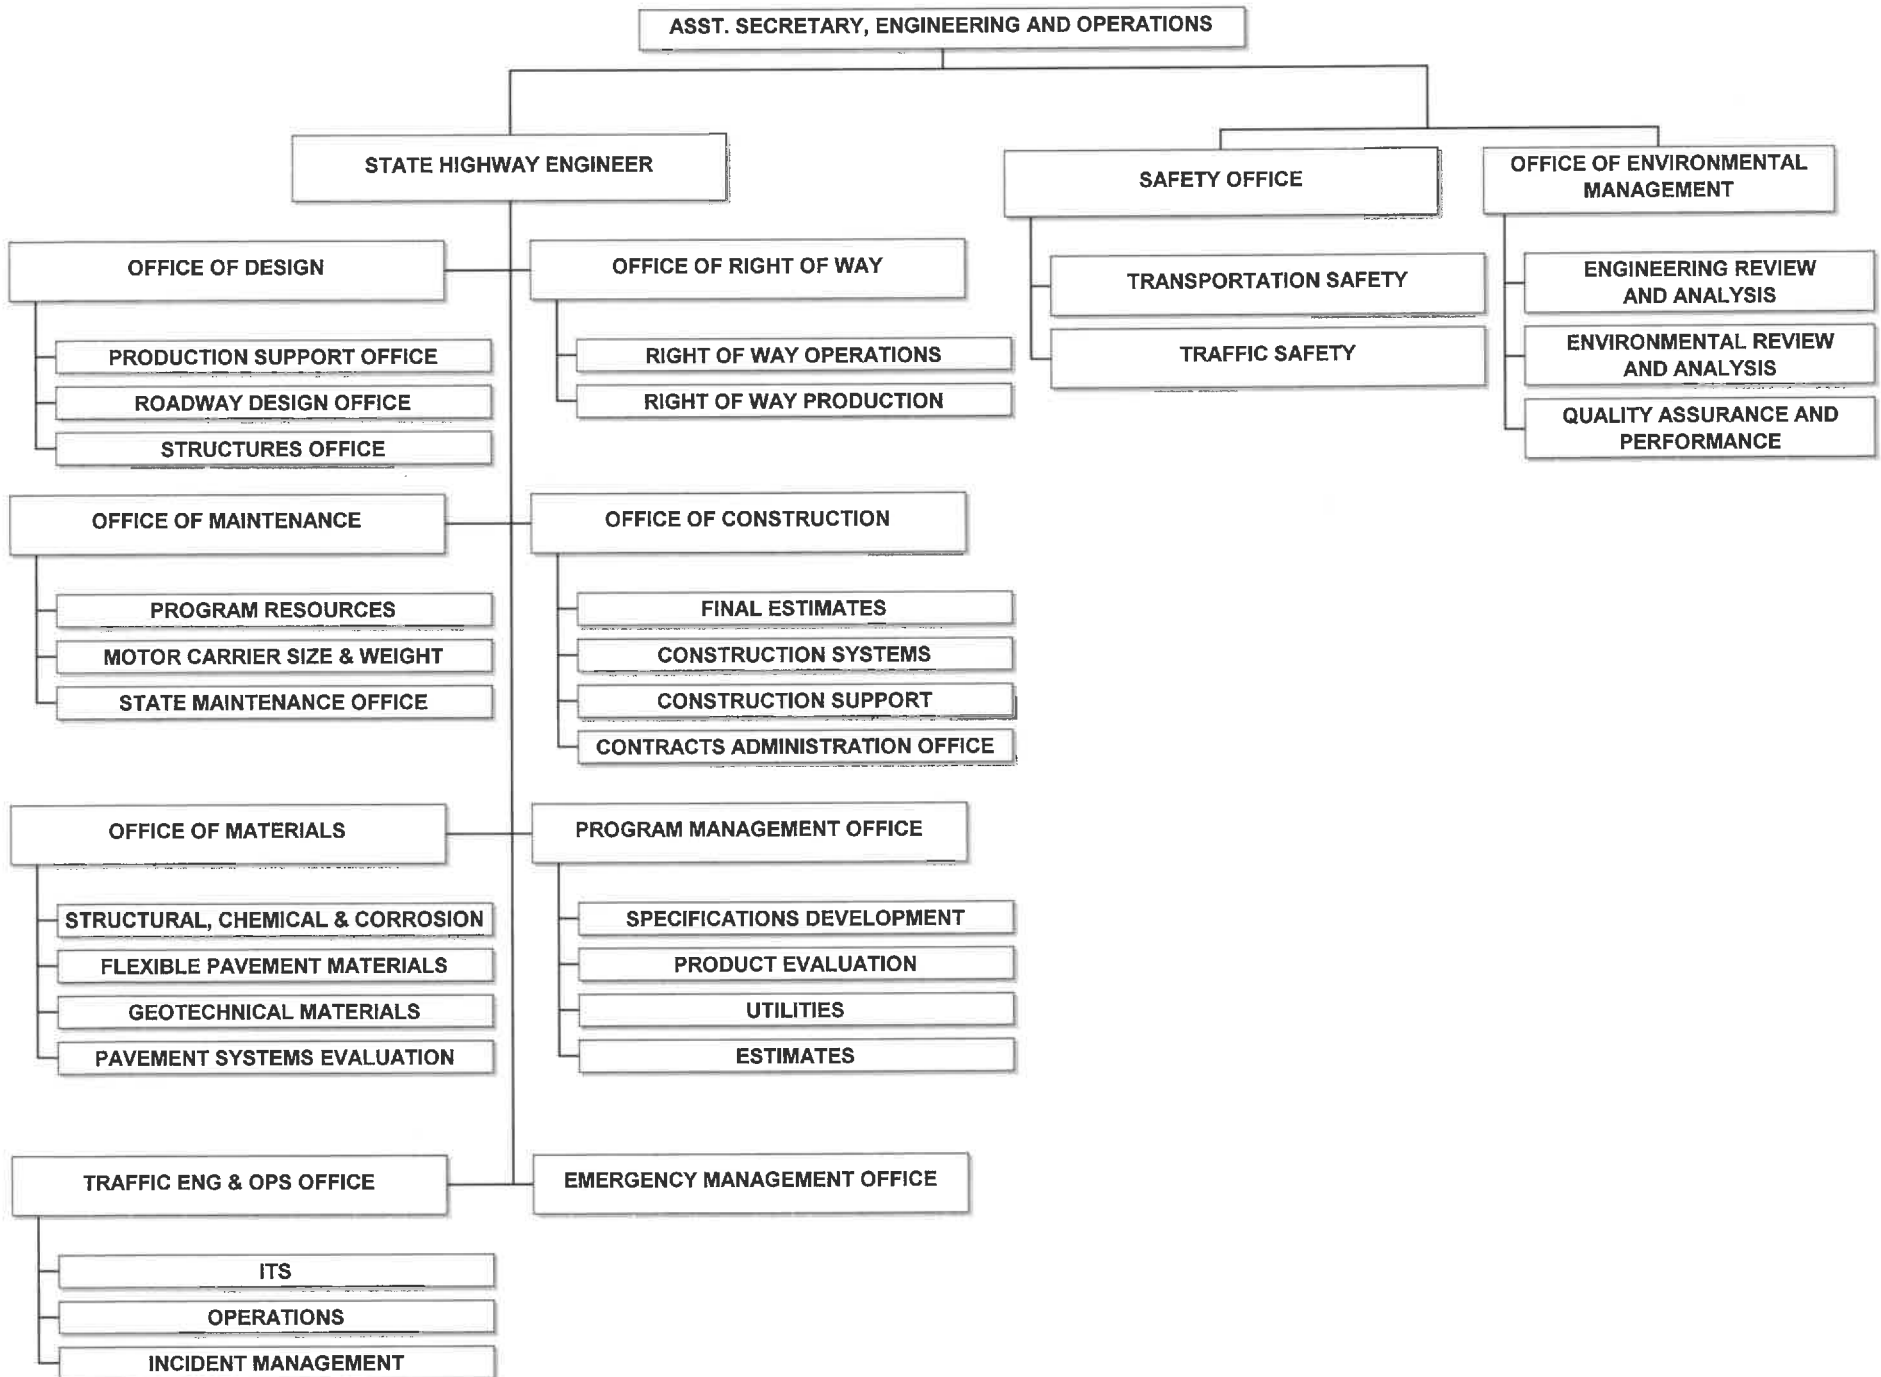 ASST. SECRETARY, ENGINEERING AND OPERATIONS
STATE HIGHWAY ENGINEER
SAFETY OFFICE
OFFICE OF ENVIRONMENTAL
MANAGEMENT
OFFICE OF DESIGN
OFFICE OF RIGHT OF WAY
TRANSPORTATION SAFETY
TRAFFIC SAFETY
ENGINEERING REVIEW
AND ANALYSIS
ENVIRONMENTAL REVIEW
AND ANALYSIS
QUALITY ASSURANCE AND
PERFORMANCE
PRODUCTION SUPPORT OFFICE
ROADWAY DESIGN OFFICE
STRUCTURES OFFICE
RIGHT OF WAY OPERATIONS
RIGHT OF WAY PRODUCTION
OFFICE OF MAINTENANCE
OFFICE OF CONSTRUCTION
PROGRAM RESOURCES
MOTOR CARRIER SIZE & WEIGHT
STATE MAINTENANCE OFFICE
FINAL ESTIMATES
CONSTRUCTION SYSTEMS
CONSTRUCTION SUPPORT
CONTRACTS ADMINISTRATION OFFICE
OFFICE OF MATERIALS
PROGRAM MANAGEMENT OFFICE
STRUCTURAL, CHEMICAL & CORROSION
FLEXIBLE PAVEMENT MATERIALS
GEOTECHNICAL MATERIALS
PAVEMENT SYSTEMS EVALUATION
SPECIFICATIONS DEVELOPMENT
PRODUCT EVALUATION
UTILITIES
ESTIMATES
TRAFFIC ENG & OPS OFFICE
EMERGENCY MANAGEMENT OFFICE
ITS
OPERATIONS
INCIDENT MANAGEMENT